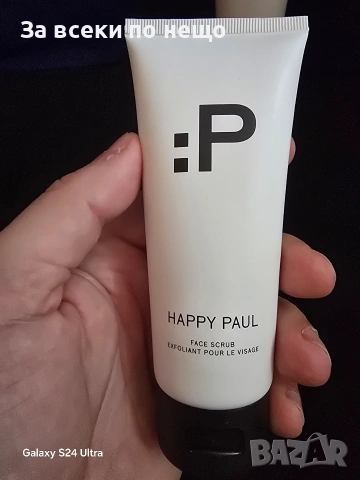 За всеки по нещо
:P
HAPPY PAUL
FACE SCRUB
EXFOLIANT POUR LE VISAGE
Galaxy S24 Ultra
BAZAR